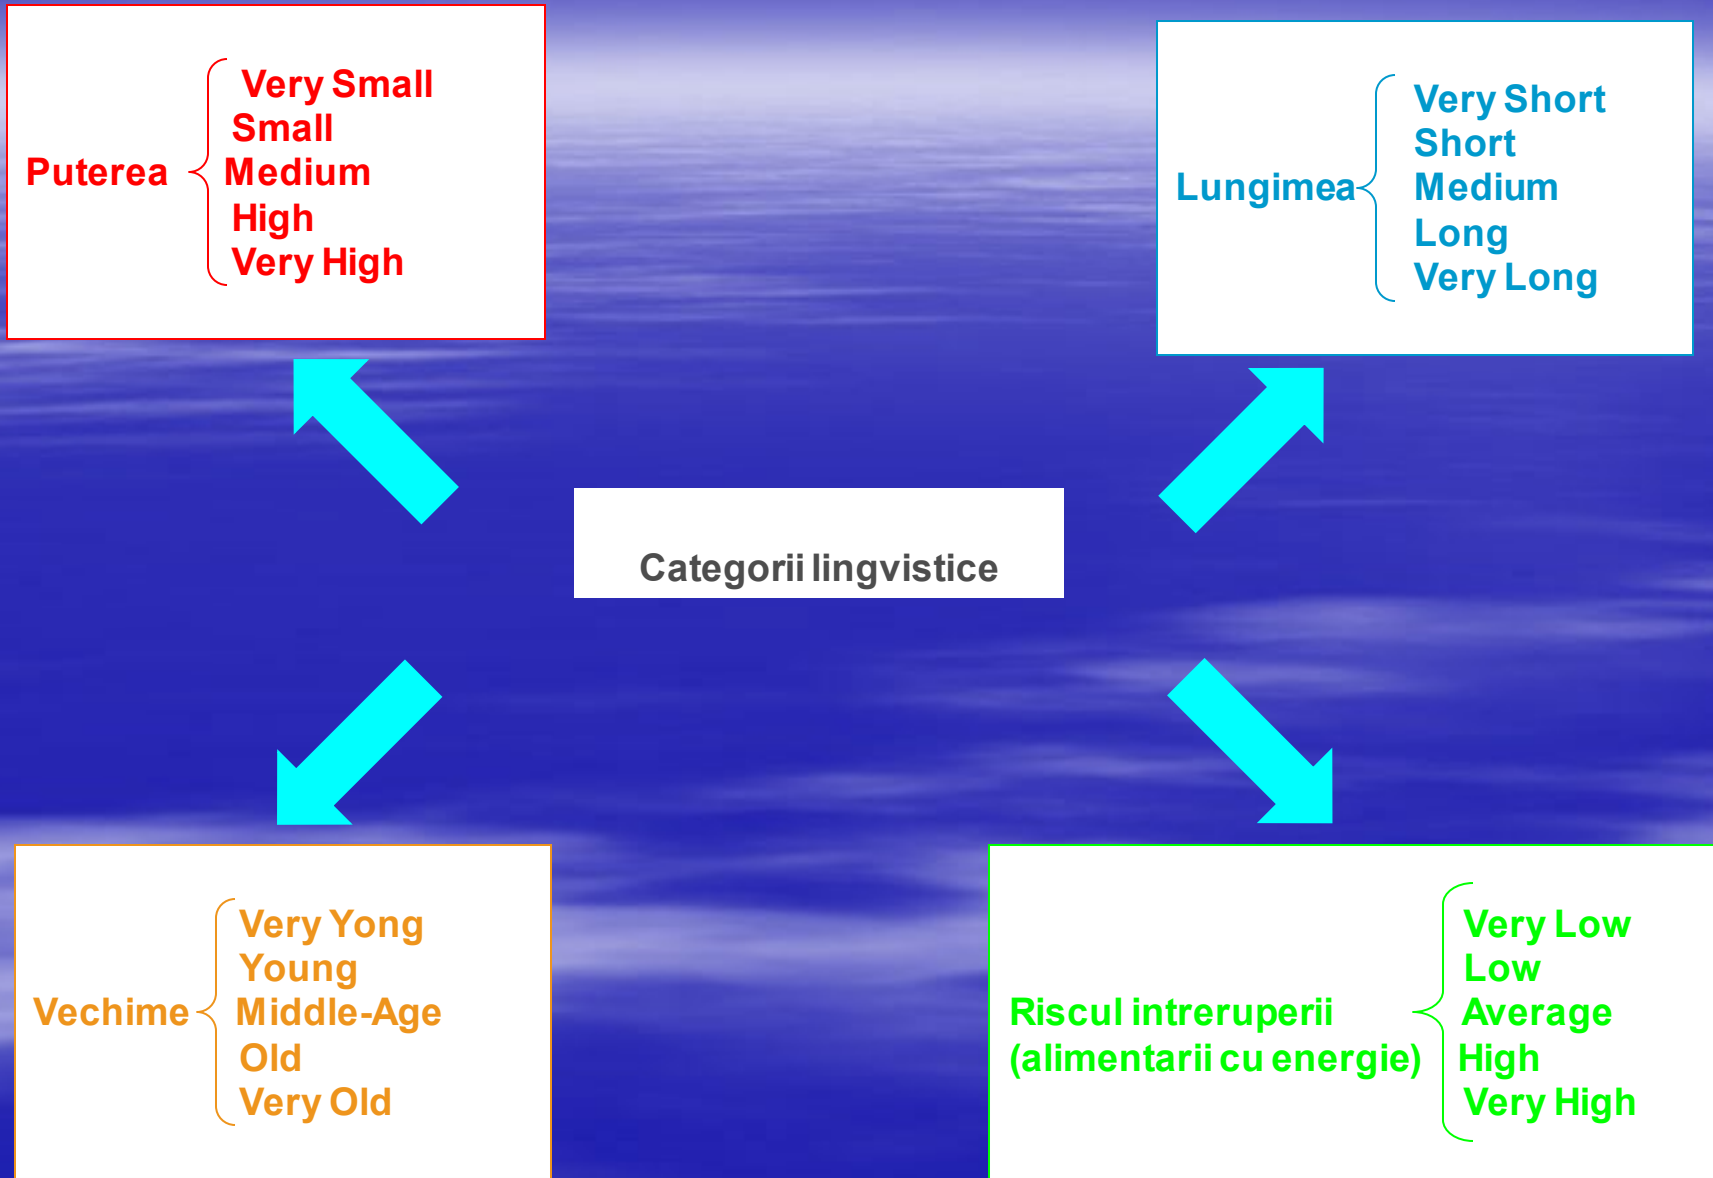 Very Small
Small
Puterea Medium
High
Very High
Very Short
Short
Lungimea Medium
Long
Very Long
Categorii lingvistice
Very Yong
Young
Vechime Middle-Age
Old
Very Old
Very Low
Low
Riscul intreruperii Average
(alimentarii cu energie) High
Very High